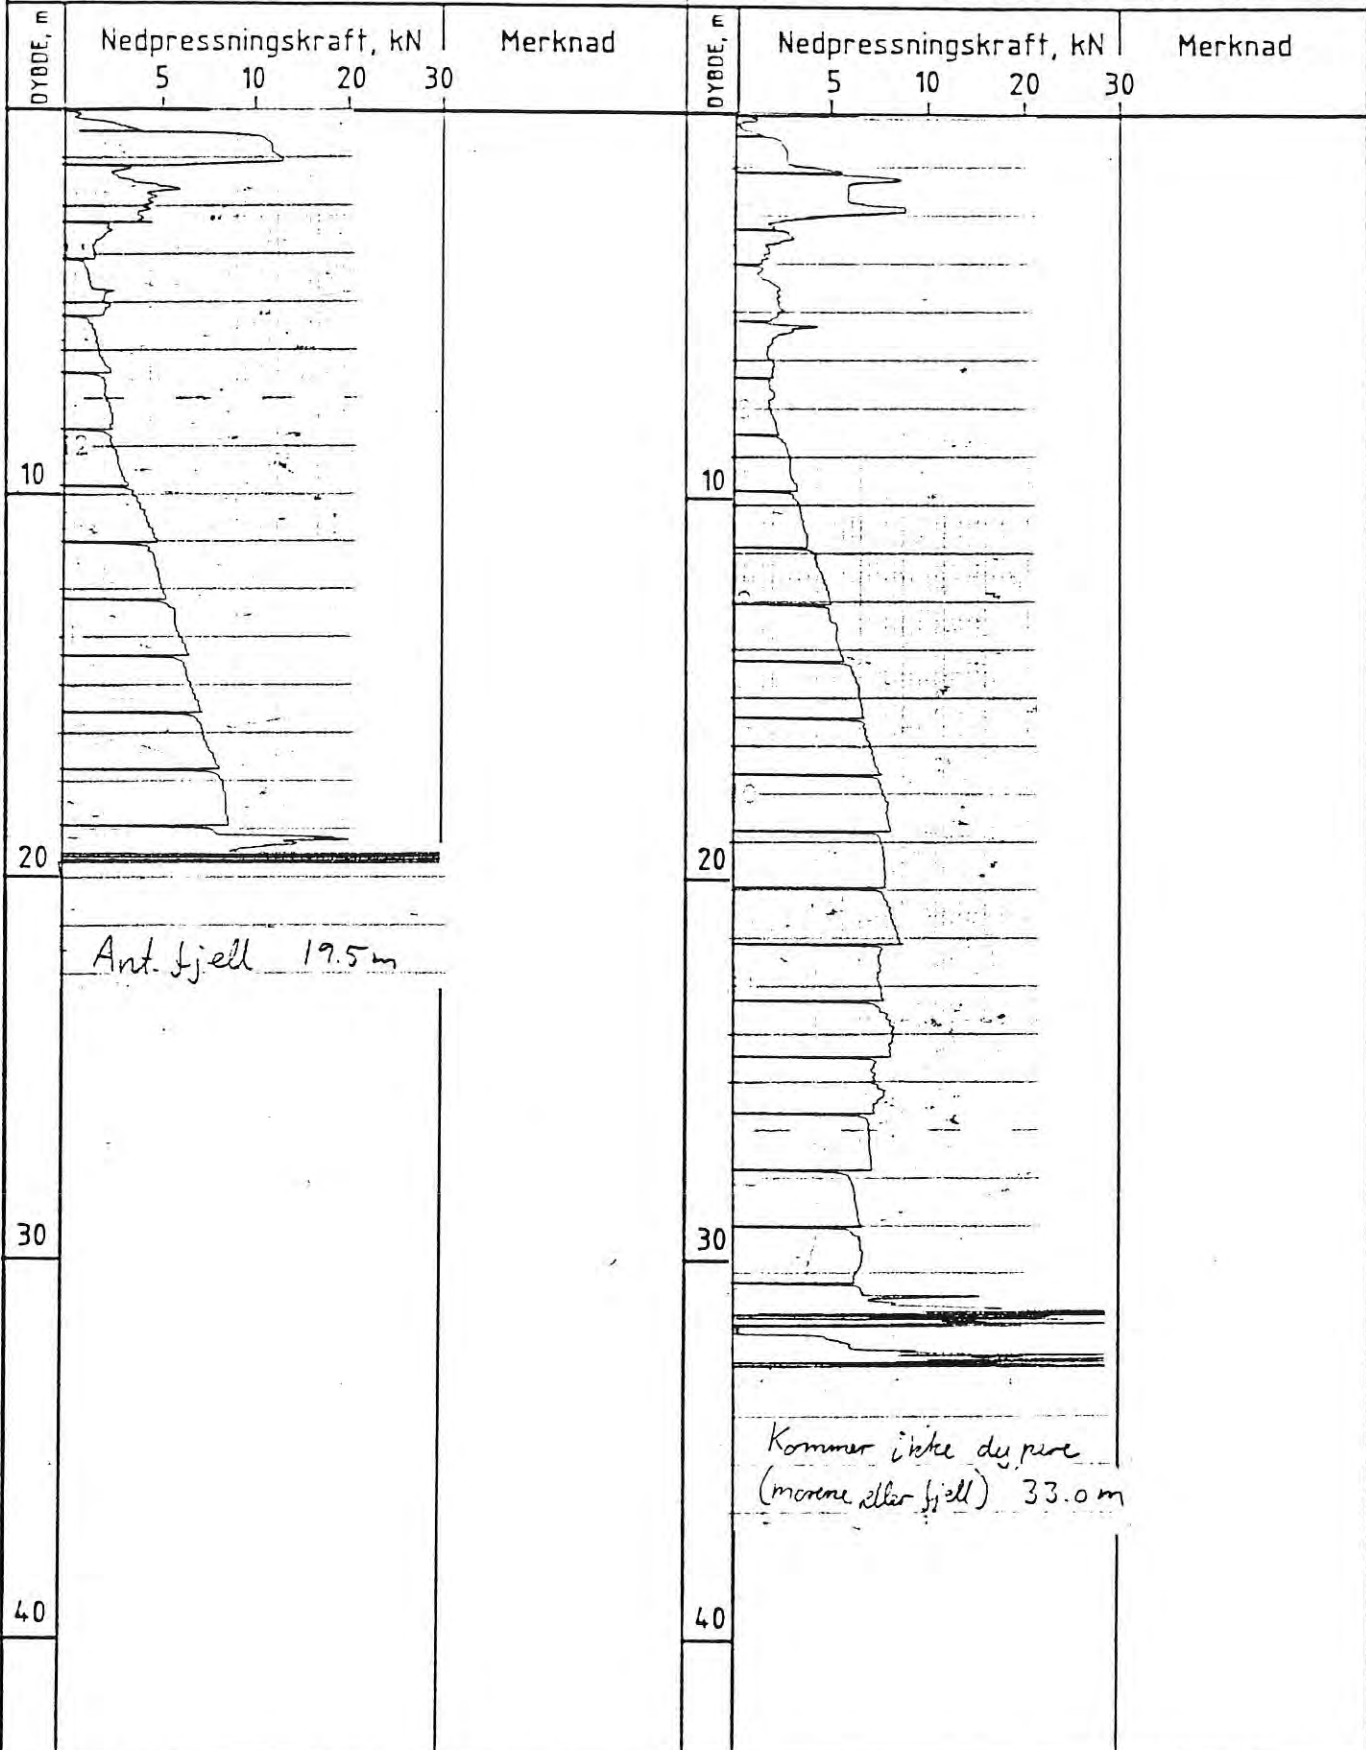 DYBDE, m
Nedpressningskraft, kN
Merknad
5 10 20 30
10
20
Ant. fjell 19.5 m
30
40
DYBDE, m
Nedpressningskraft, kN
Merknad
5 10 20 30
10
20
30
Kommer ikke dypere
(morene eller fjell) 33.0 m
40